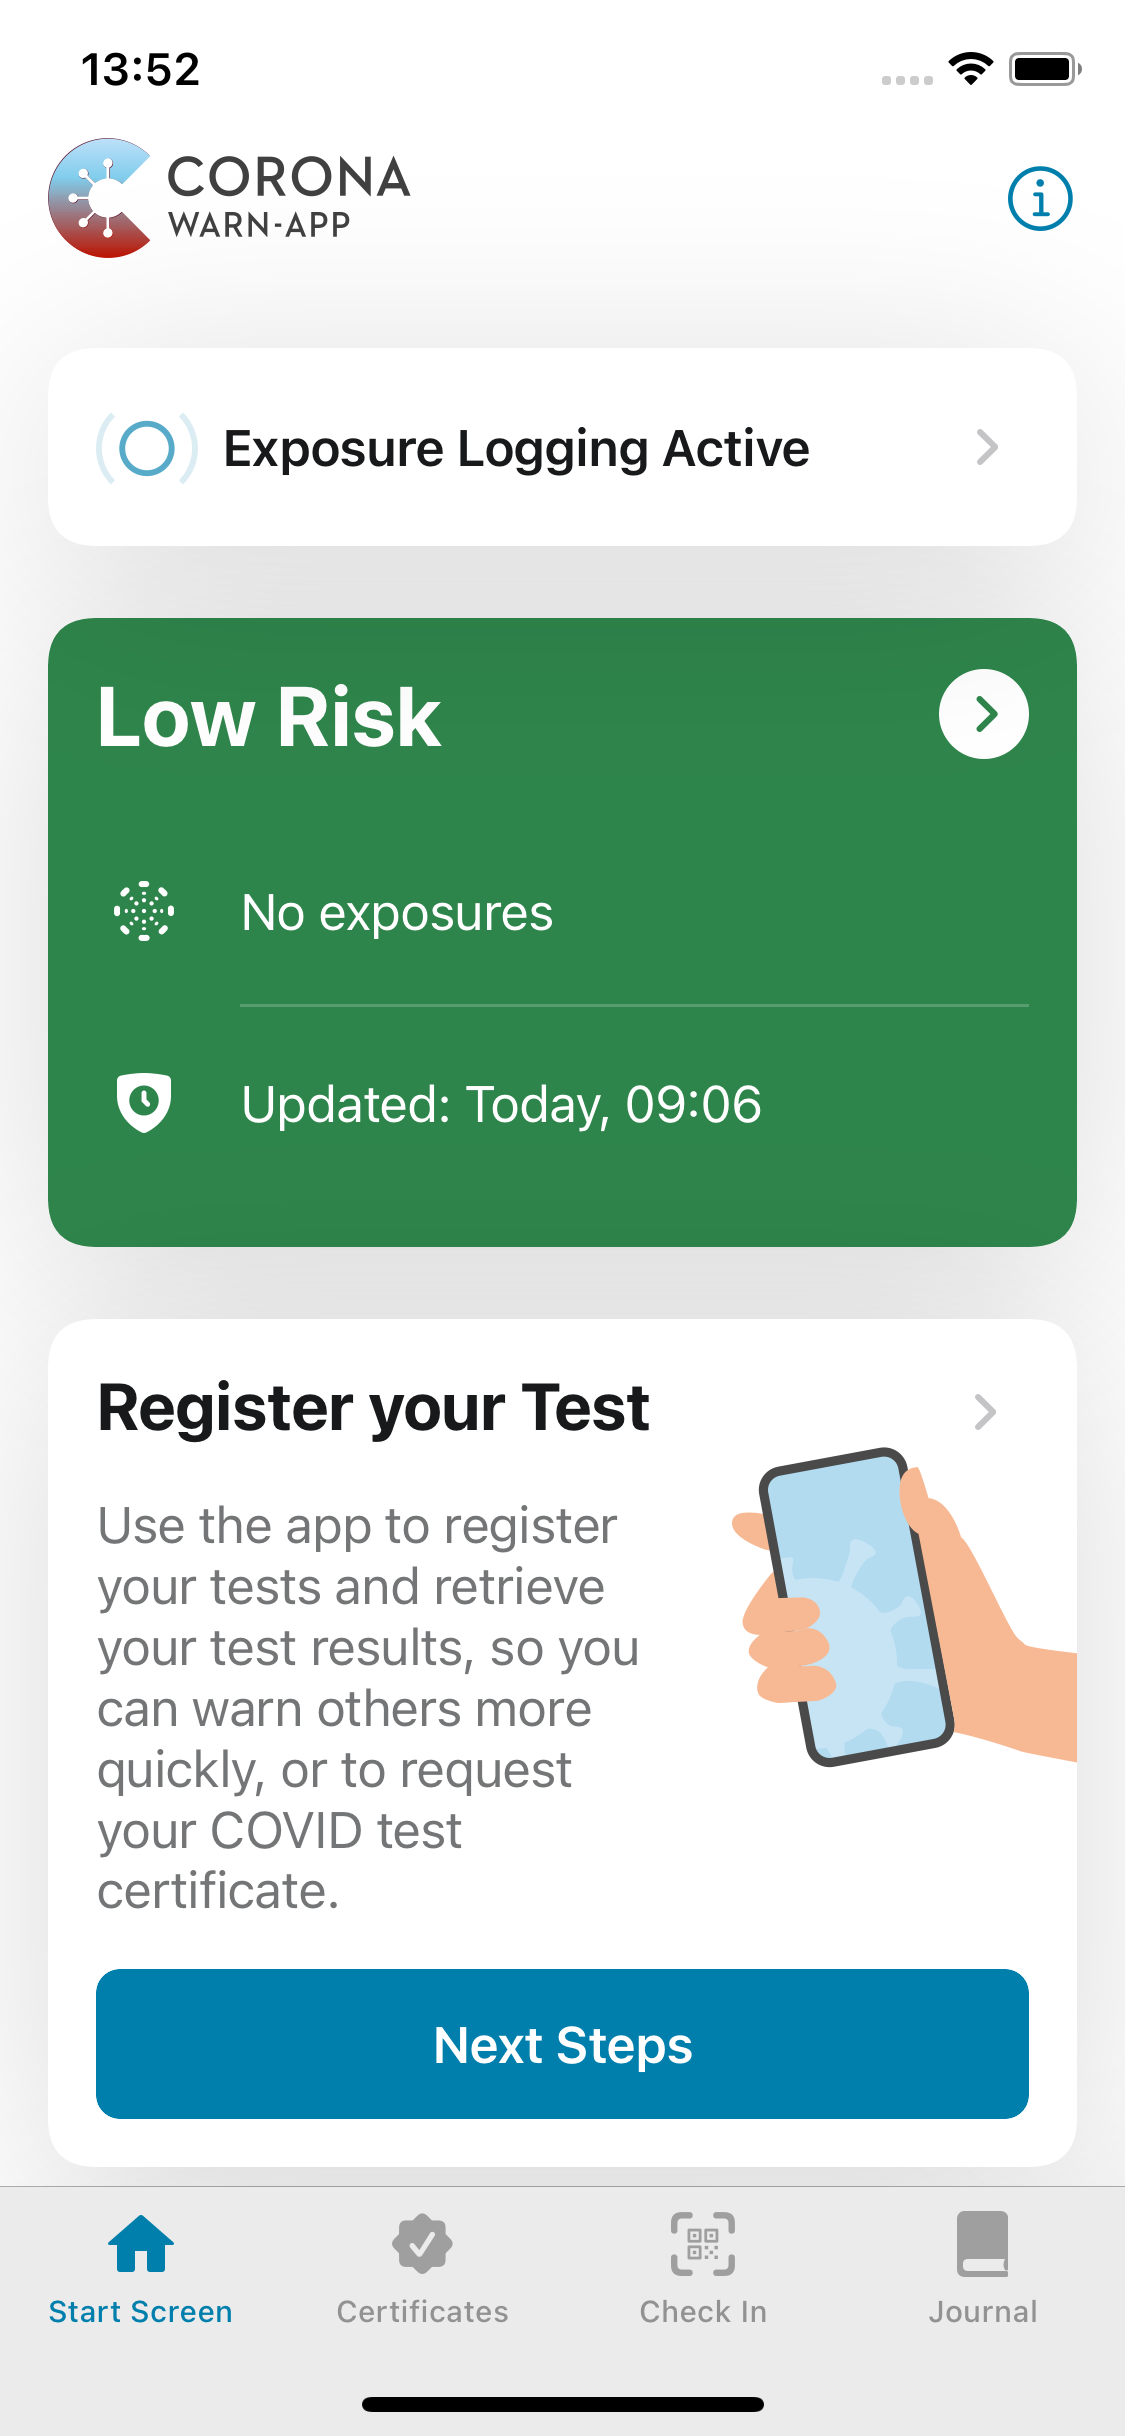 13:52
CORONA
WARN-APP
Exposure Logging Active
Low Risk
No exposures
Updated: Today, 09:06
Register your Test
Use the app to register
your tests and retrieve
your test results, so you
can warn others more
quickly, or to request
your COVID test
certificate.
Next Steps
Start Screen
Certificates
Check In
Journal